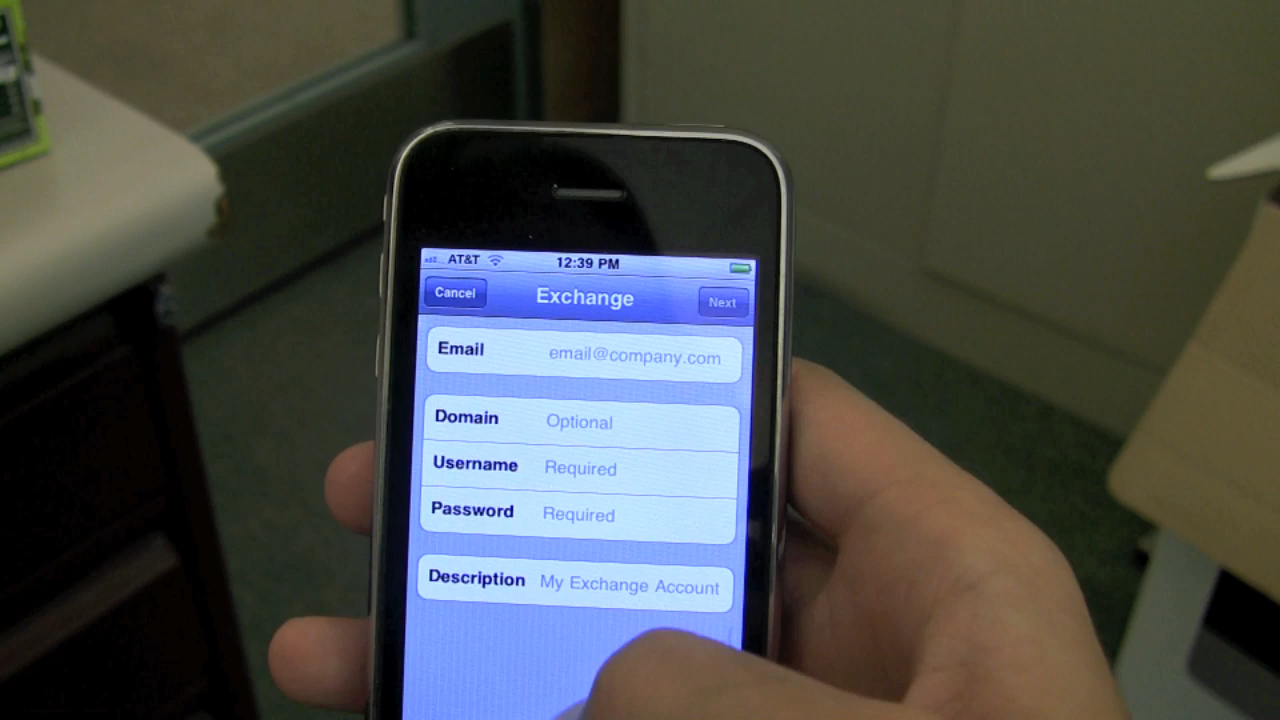 AT&T 12:39 PM
Cancel Exchange Next
Email email@company.com
Domain Optional
Username Required
Password Required
Description My Exchange Account